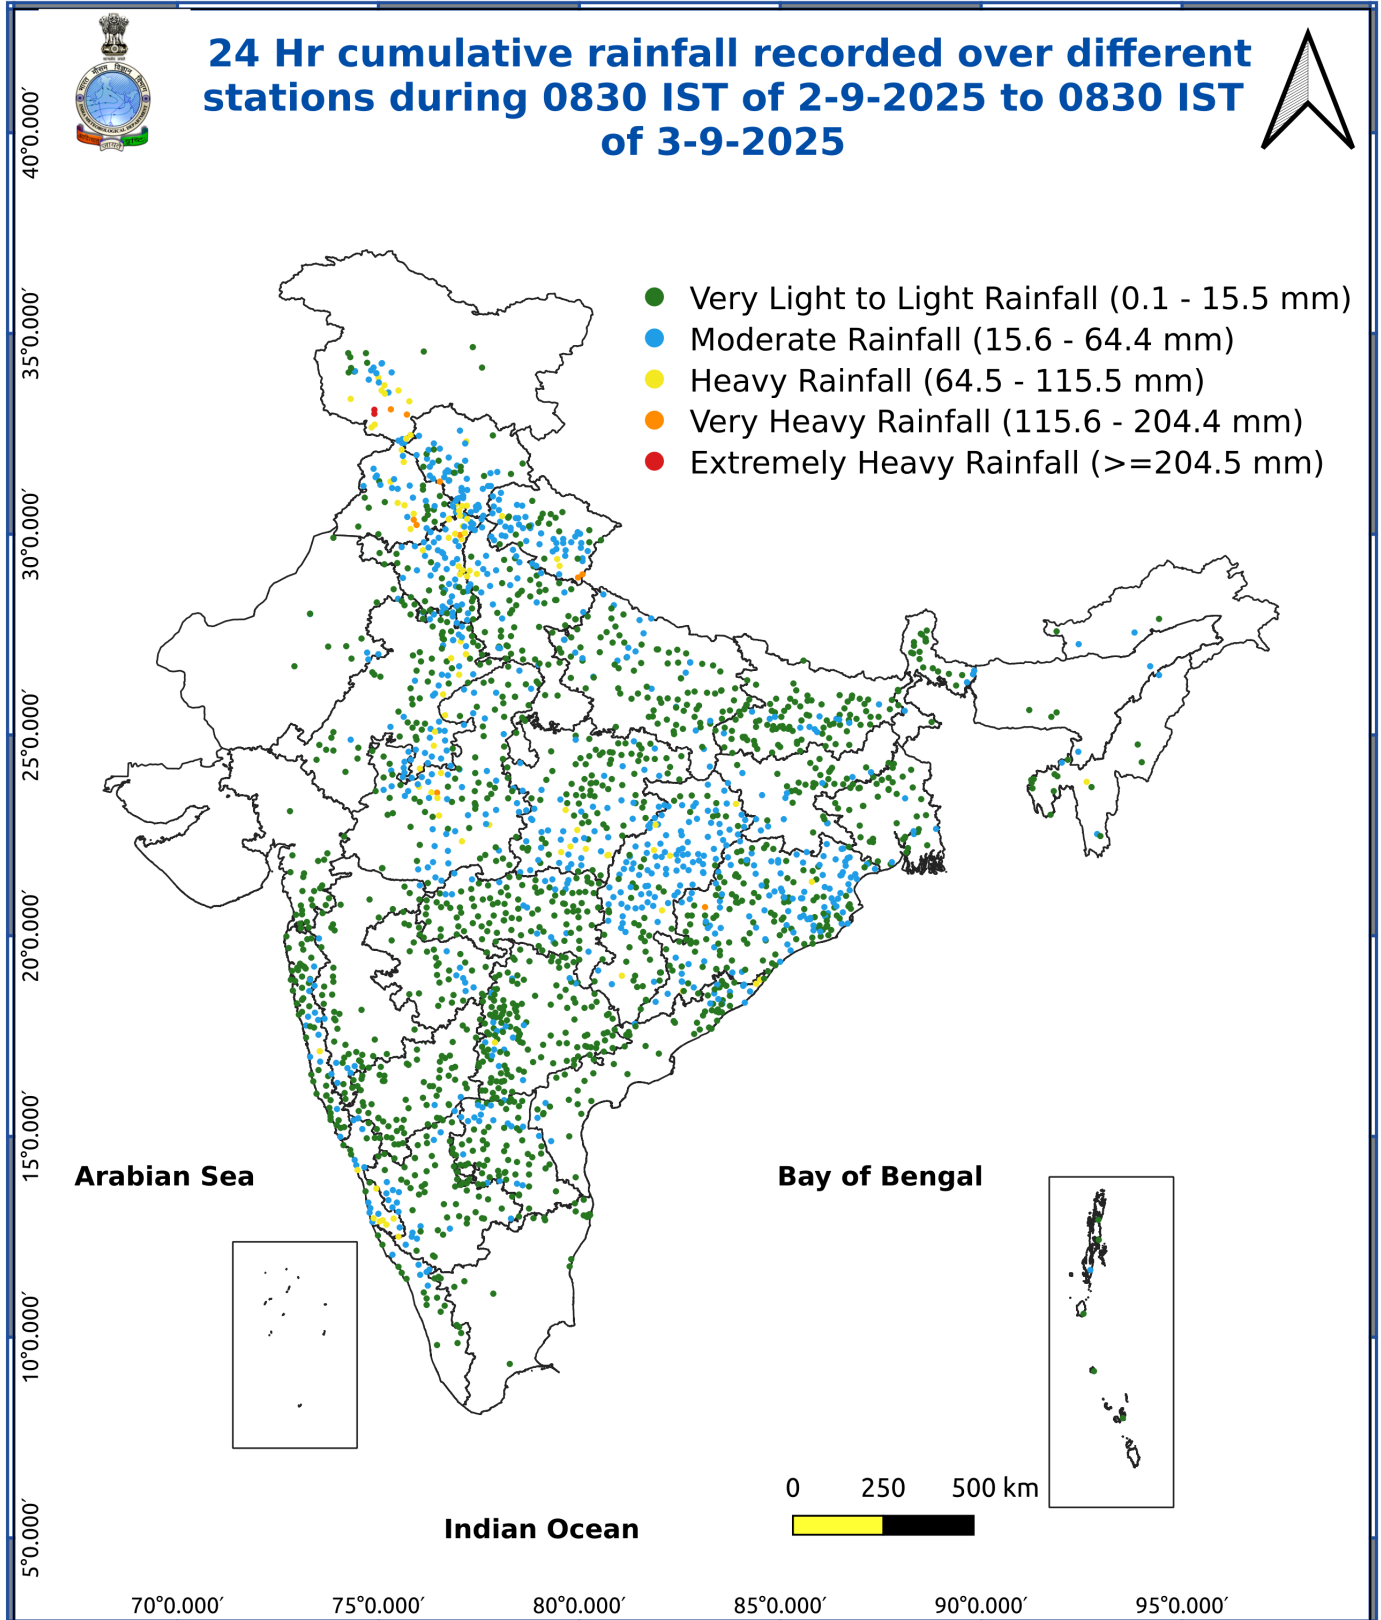 24 Hr cumulative rainfall recorded over different
stations during 0830 IST of 2-9-2025 to 0830 IST
of 3-9-2025
Very Light to Light Rainfall (0.1 - 15.5 mm)
Moderate Rainfall (15.6 - 64.4 mm)
Heavy Rainfall (64.5 - 115.5 mm)
Very Heavy Rainfall (115.6 - 204.4 mm)
Extremely Heavy Rainfall (>=204.5 mm)
40°0.000′
35°0.000′
30°0.000′
25°0.000′
20°0.000′
15°0.000′
10°0.000′
5°0.000′
Arabian Sea
Bay of Bengal
Indian Ocean
0 250 500 km
70°0.000′ 75°0.000′ 80°0.000′ 85°0.000′ 90°0.000′ 95°0.000′